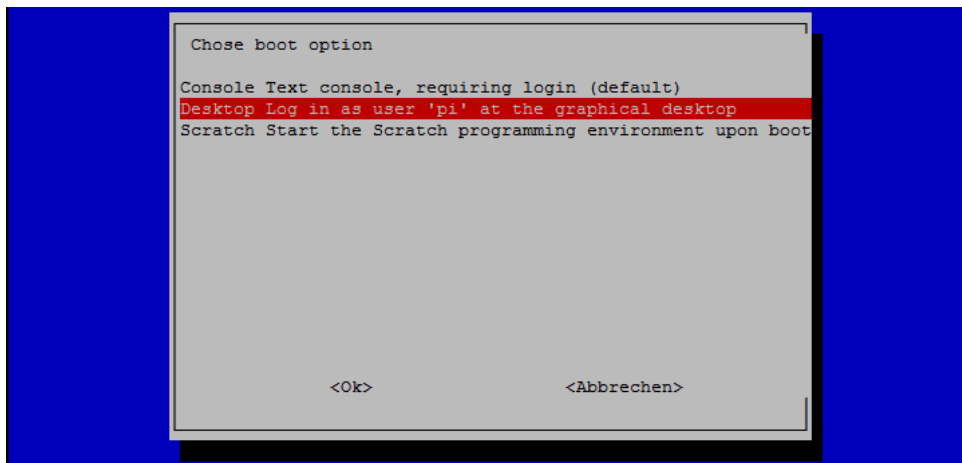 Chose boot option
Console Text console, requiring login (default)
Desktop Log in as user 'pi' at the graphical desktop
Scratch Start the Scratch programming environment upon boot
<Ok> <Abbrechen>